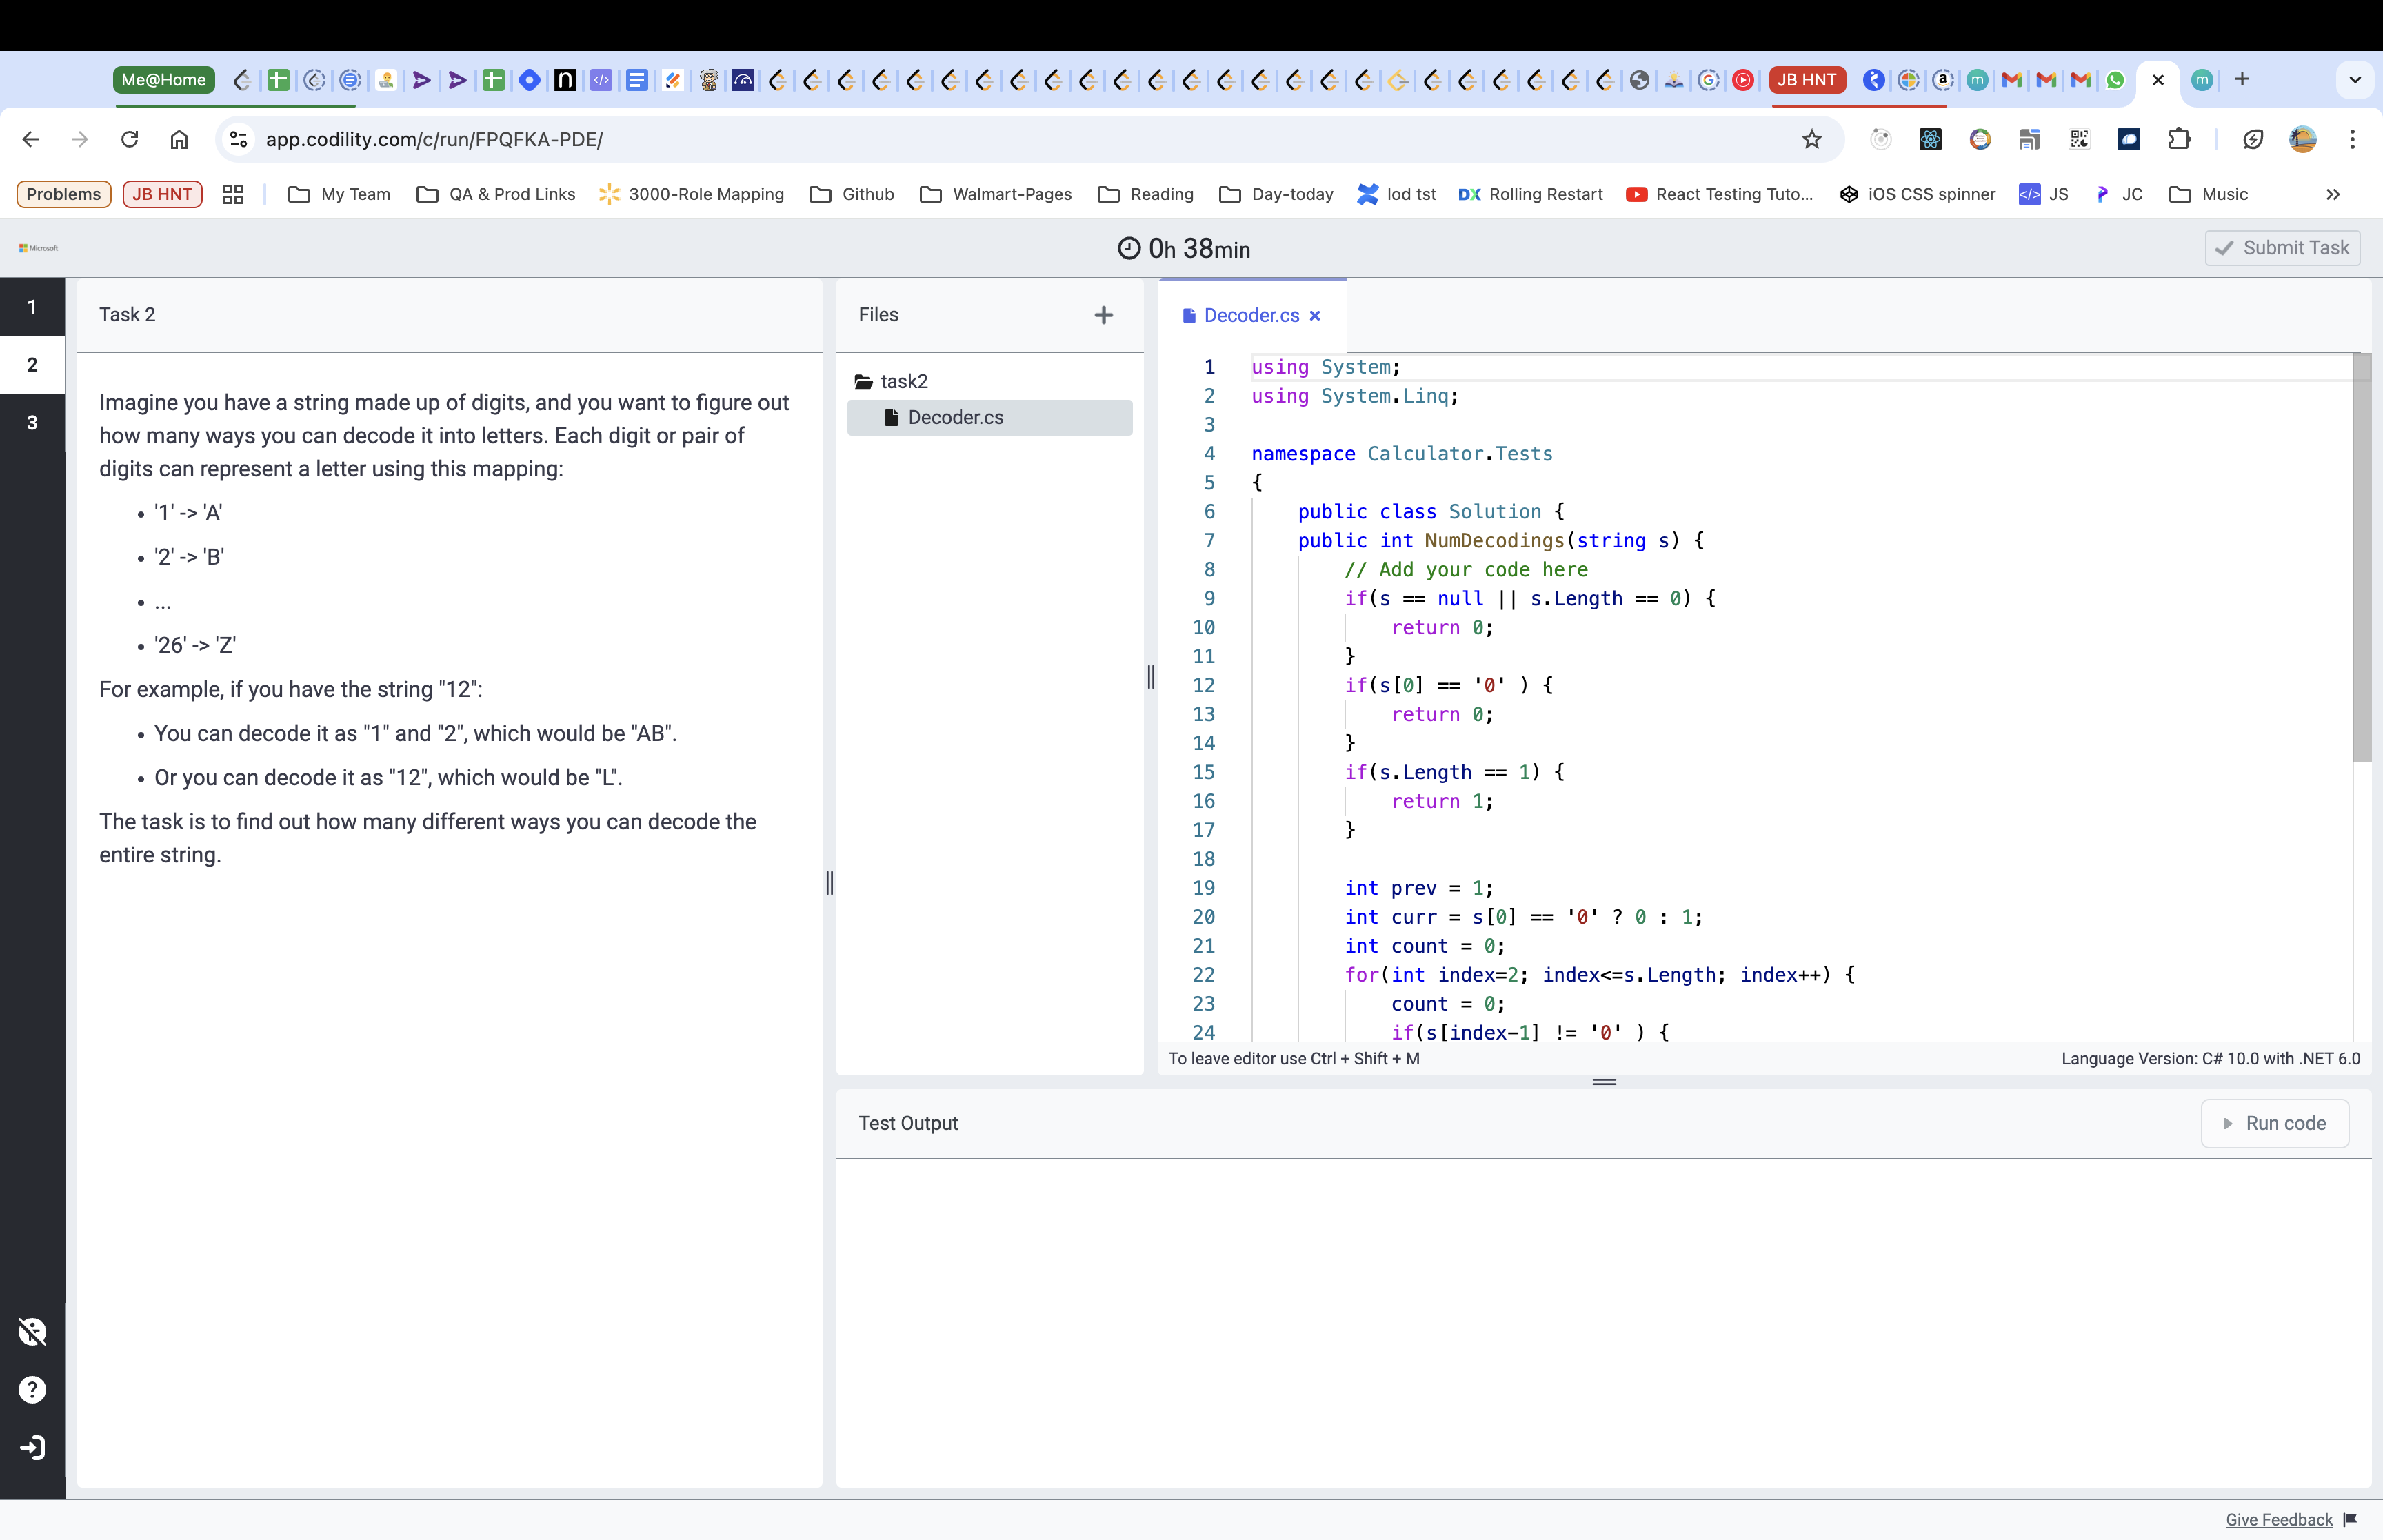 Me@Home
JB HNT
app.codility.com/c/run/FPQFKA-PDE/
Problems
JB HNT
My Team
QA & Prod Links
3000-Role Mapping
Github
Walmart-Pages
Reading
Day-today
lod tst
DX Rolling Restart
React Testing Tuto...
iOS CSS spinner
JS
JC
Music
Microsoft
0h 38min
Submit Task
1
2
3
Task 2
Imagine you have a string made up of digits, and you want to figure out
how many ways you can decode it into letters. Each digit or pair of
digits can represent a letter using this mapping:
• '1' -> 'A'
• '2' -> 'B'
• ...
• '26' -> 'Z'
For example, if you have the string "12":
• You can decode it as "1" and "2", which would be "AB".
• Or you can decode it as "12", which would be "L".
The task is to find out how many different ways you can decode the
entire string.
Files
task2
Decoder.cs
Decoder.cs
1 using System;
2 using System.Linq;
3
4 namespace Calculator.Tests
5 {
6 public class Solution {
7 public int NumDecodings(string s) {
8 // Add your code here
9 if(s == null || s.Length == 0) {
10 return 0;
11 }
12 if(s[0] == '0' ) {
13 return 0;
14 }
15 if(s.Length == 1) {
16 return 1;
17 }
18
19 int prev = 1;
20 int curr = s[0] == '0' ? 0 : 1;
21 int count = 0;
22 for(int index=2; index<=s.Length; index++) {
23 count = 0;
24 if(s[index-1] != '0' ) {
To leave editor use Ctrl + Shift + M
Language Version: C# 10.0 with .NET 6.0
Test Output
Run code
Give Feedback